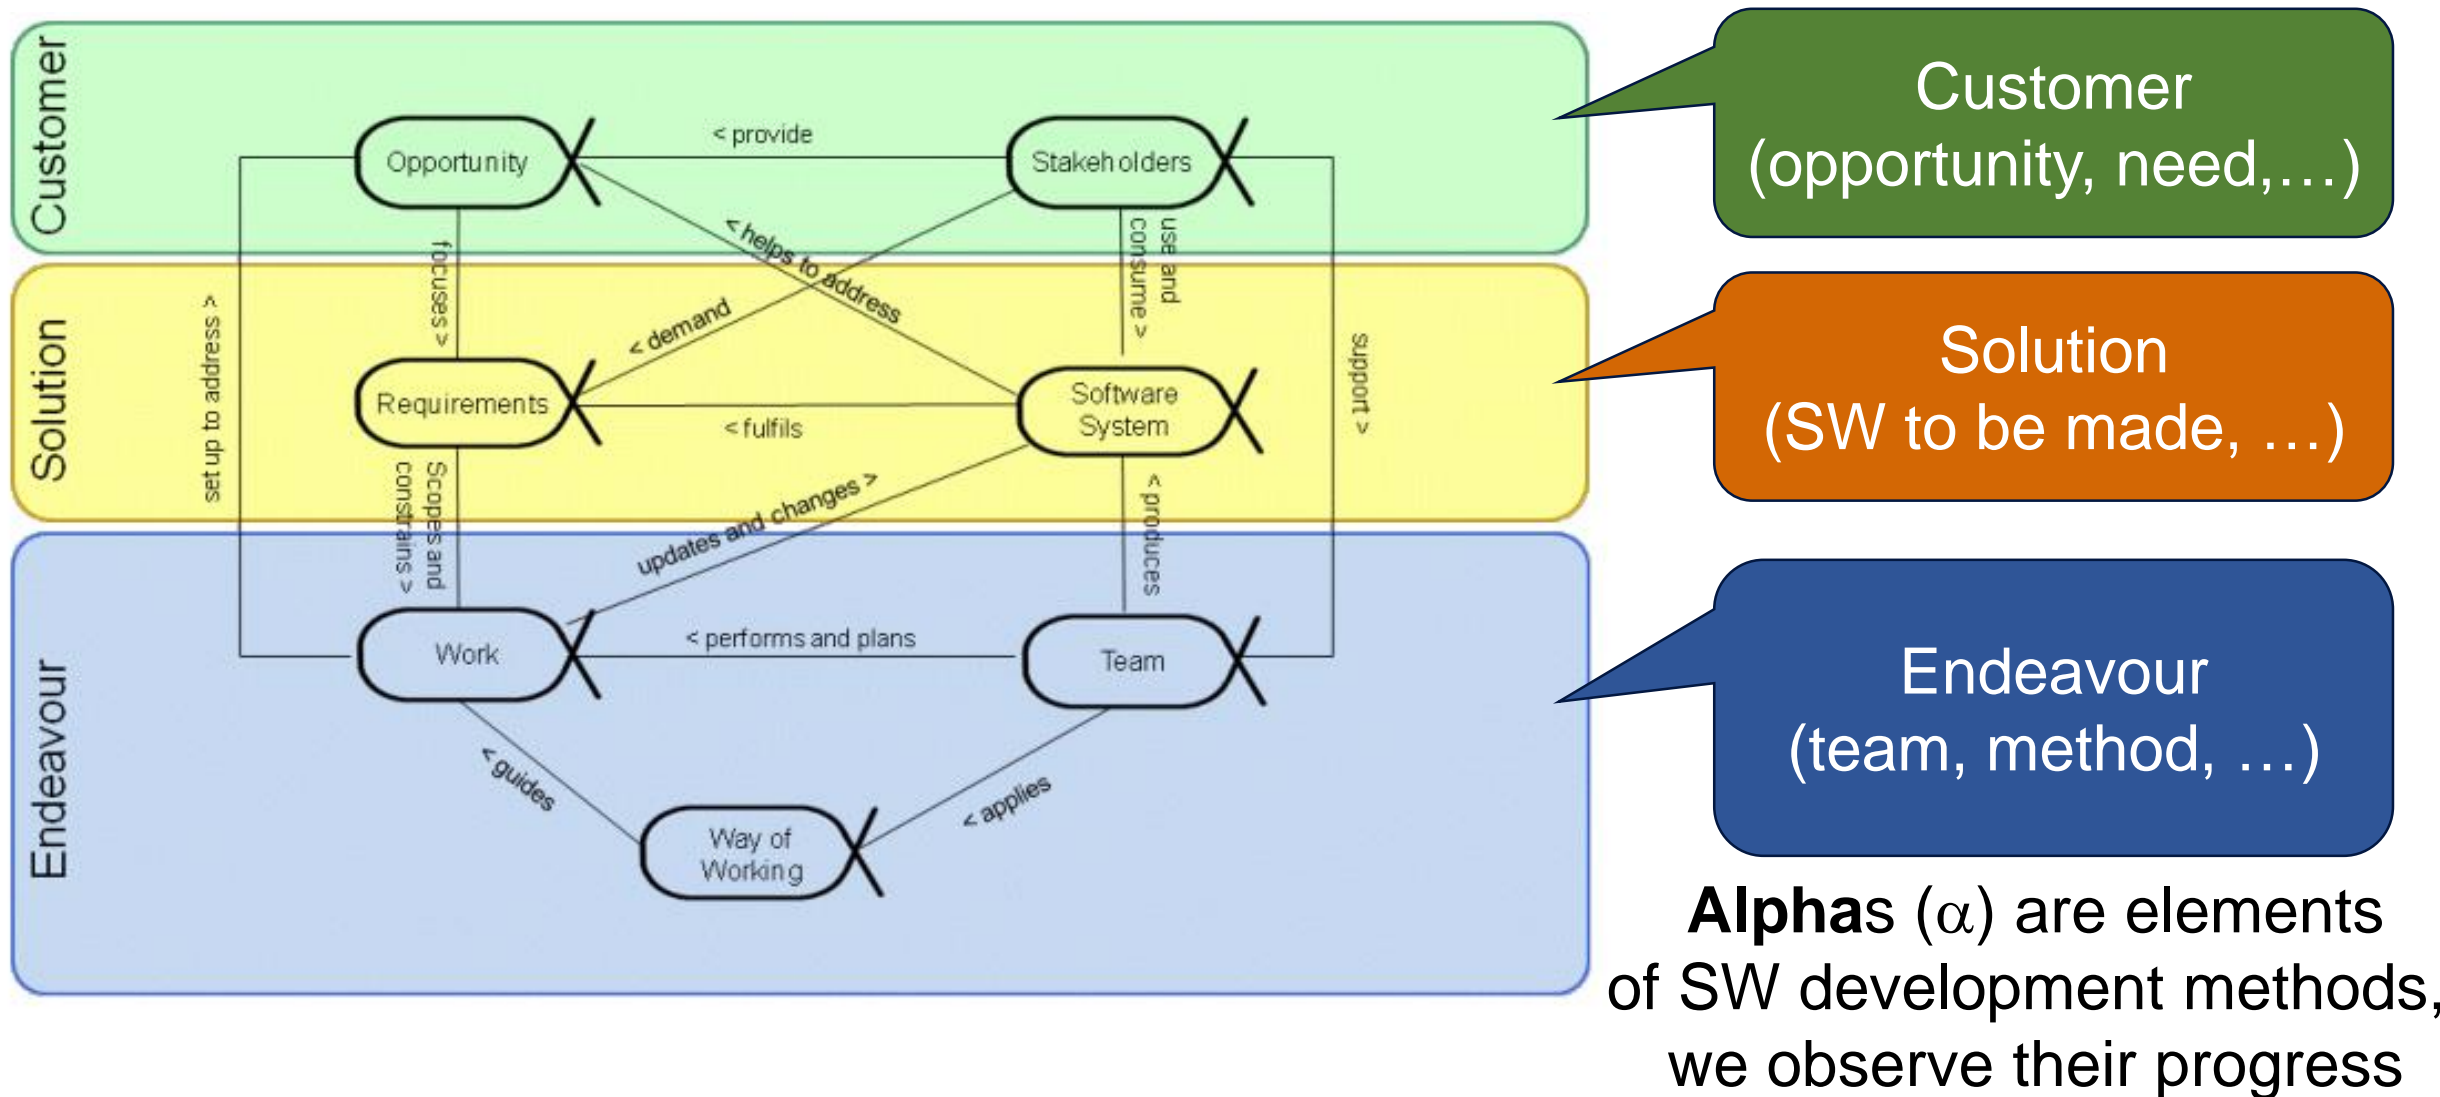 Customer
Opportunity
< provide
Stakeholders
focuses >
< helps to address
< demand
use and
consume >
set up to address >
support >
Solution
Requirements
< fulfils
Software
System
Scopes and
constrains >
updates and changes >
< produces
Endeavour
Work
< performs and plans
Team
< guides
< applies
Way of
Working
Customer
(opportunity, need,…)
Solution
(SW to be made, …)
Endeavour
(team, method, …)
Alphas (α) are elements
of SW development methods,
we observe their progress